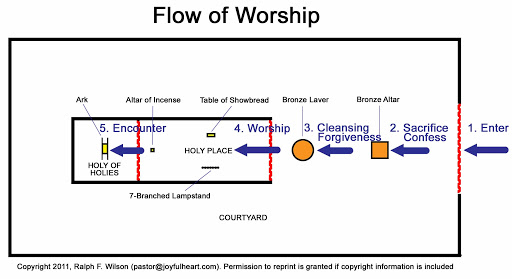 Flow of Worship
Ark
Altar of Incense
Table of Showbread
Bronze Laver
Bronze Altar
5. Encounter
4. Worship
3. Cleansing
Forgiveness
2. Sacrifice
Confess
1. Enter
HOLY PLACE
HOLY OF
HOLIES
7-Branched Lampstand
COURTYARD
Copyright 2011, Ralph F. Wilson (pastor@joyfulheart.com). Permission to reprint is granted if copyright information is included